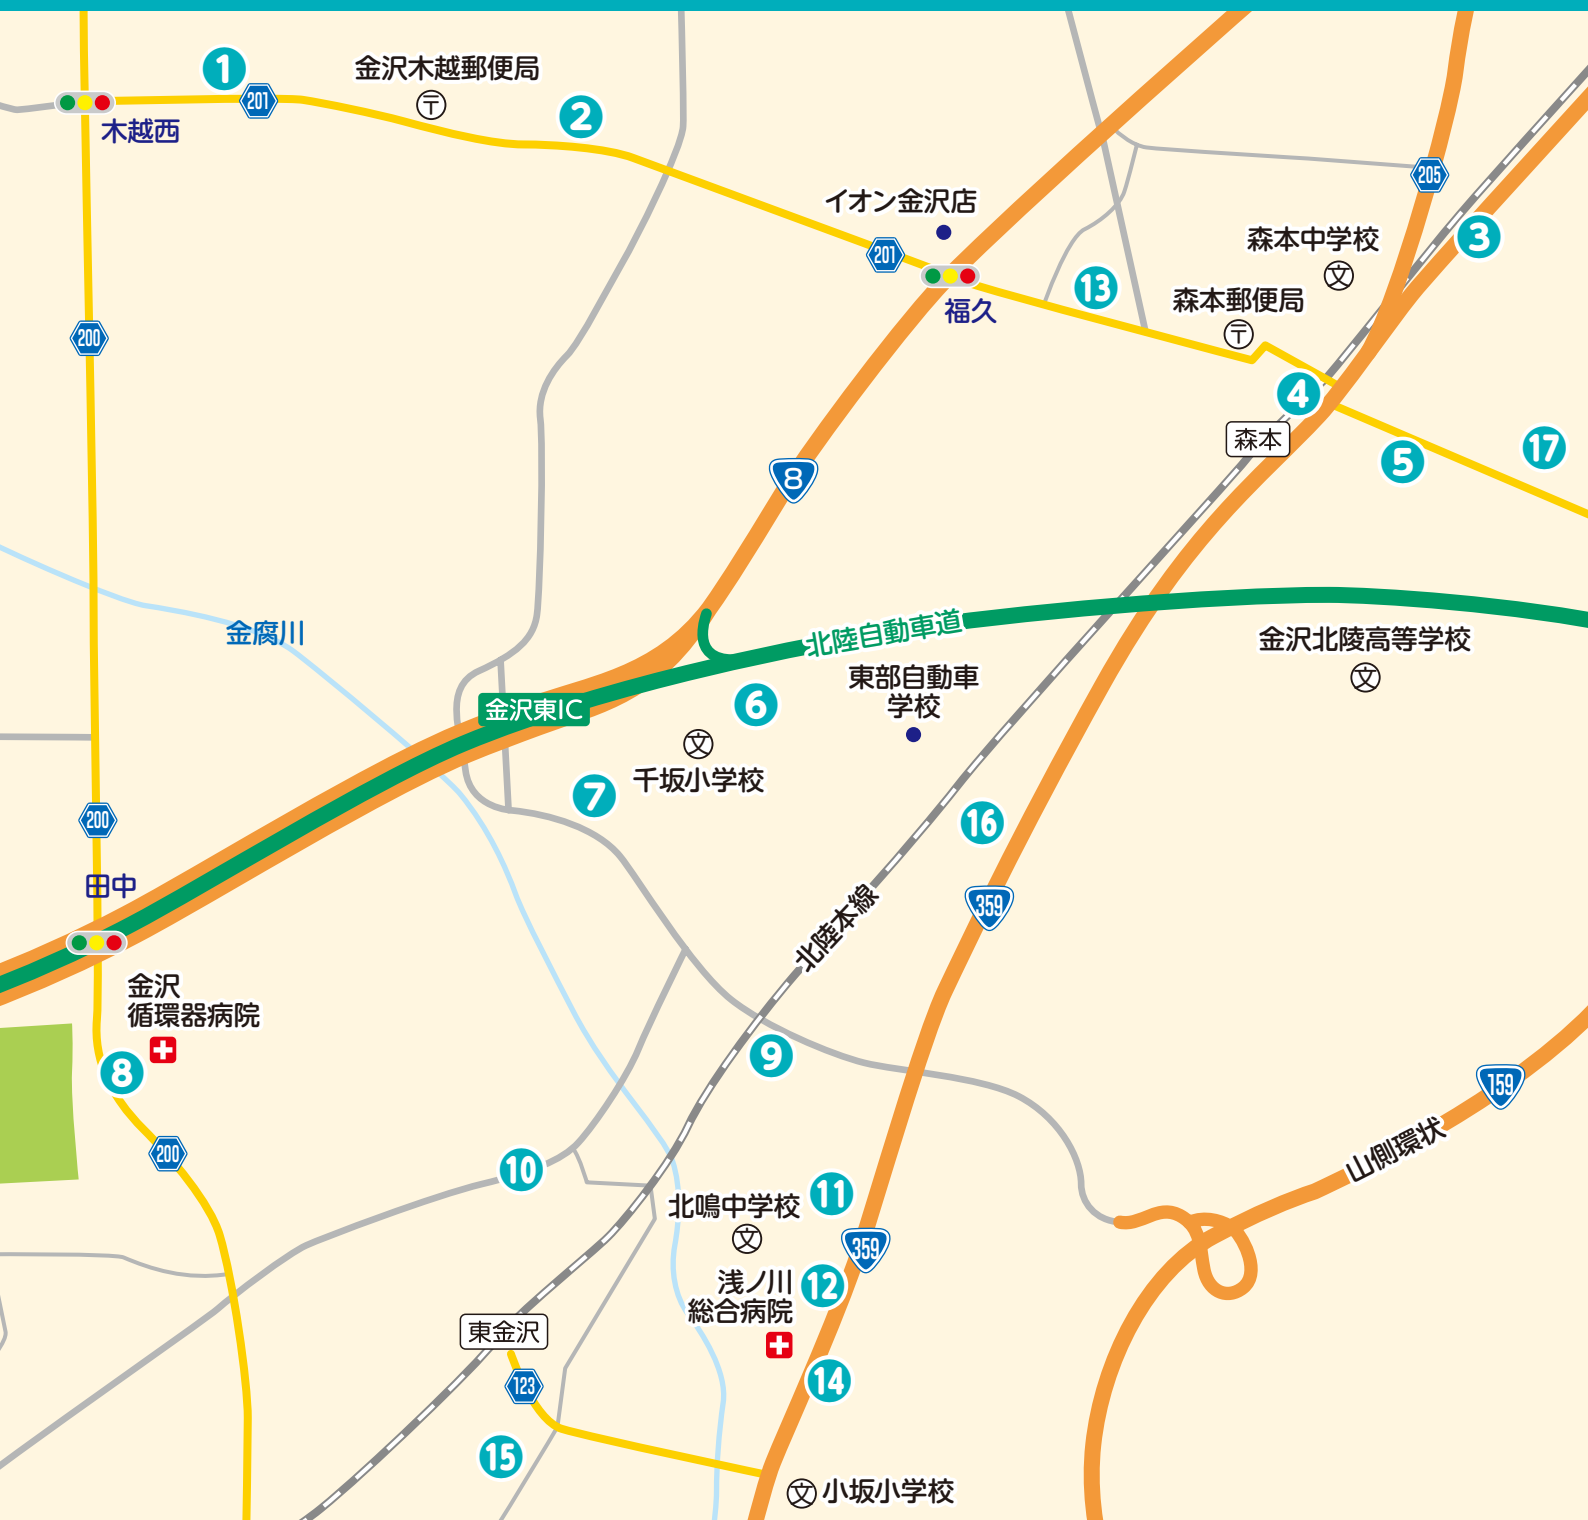 1
金沢木越郵便局
〒
201
2
木越西
205
イオン金沢店
3
森本中学校
文
201
13
森本郵便局
〒
福久
200
4
森本
17
5
8
金腐川
北陸自動車道
金沢北陵高等学校
文
東部自動車
学校
金沢東IC
6
文
千坂小学校
7
200
16
田中
359
北陸本線
金沢
循環器病院
8
9
159
山側環状
200
10
北鳴中学校
文
11
359
浅ノ川
総合病院
12
東金沢
123
14
15
文 小坂小学校